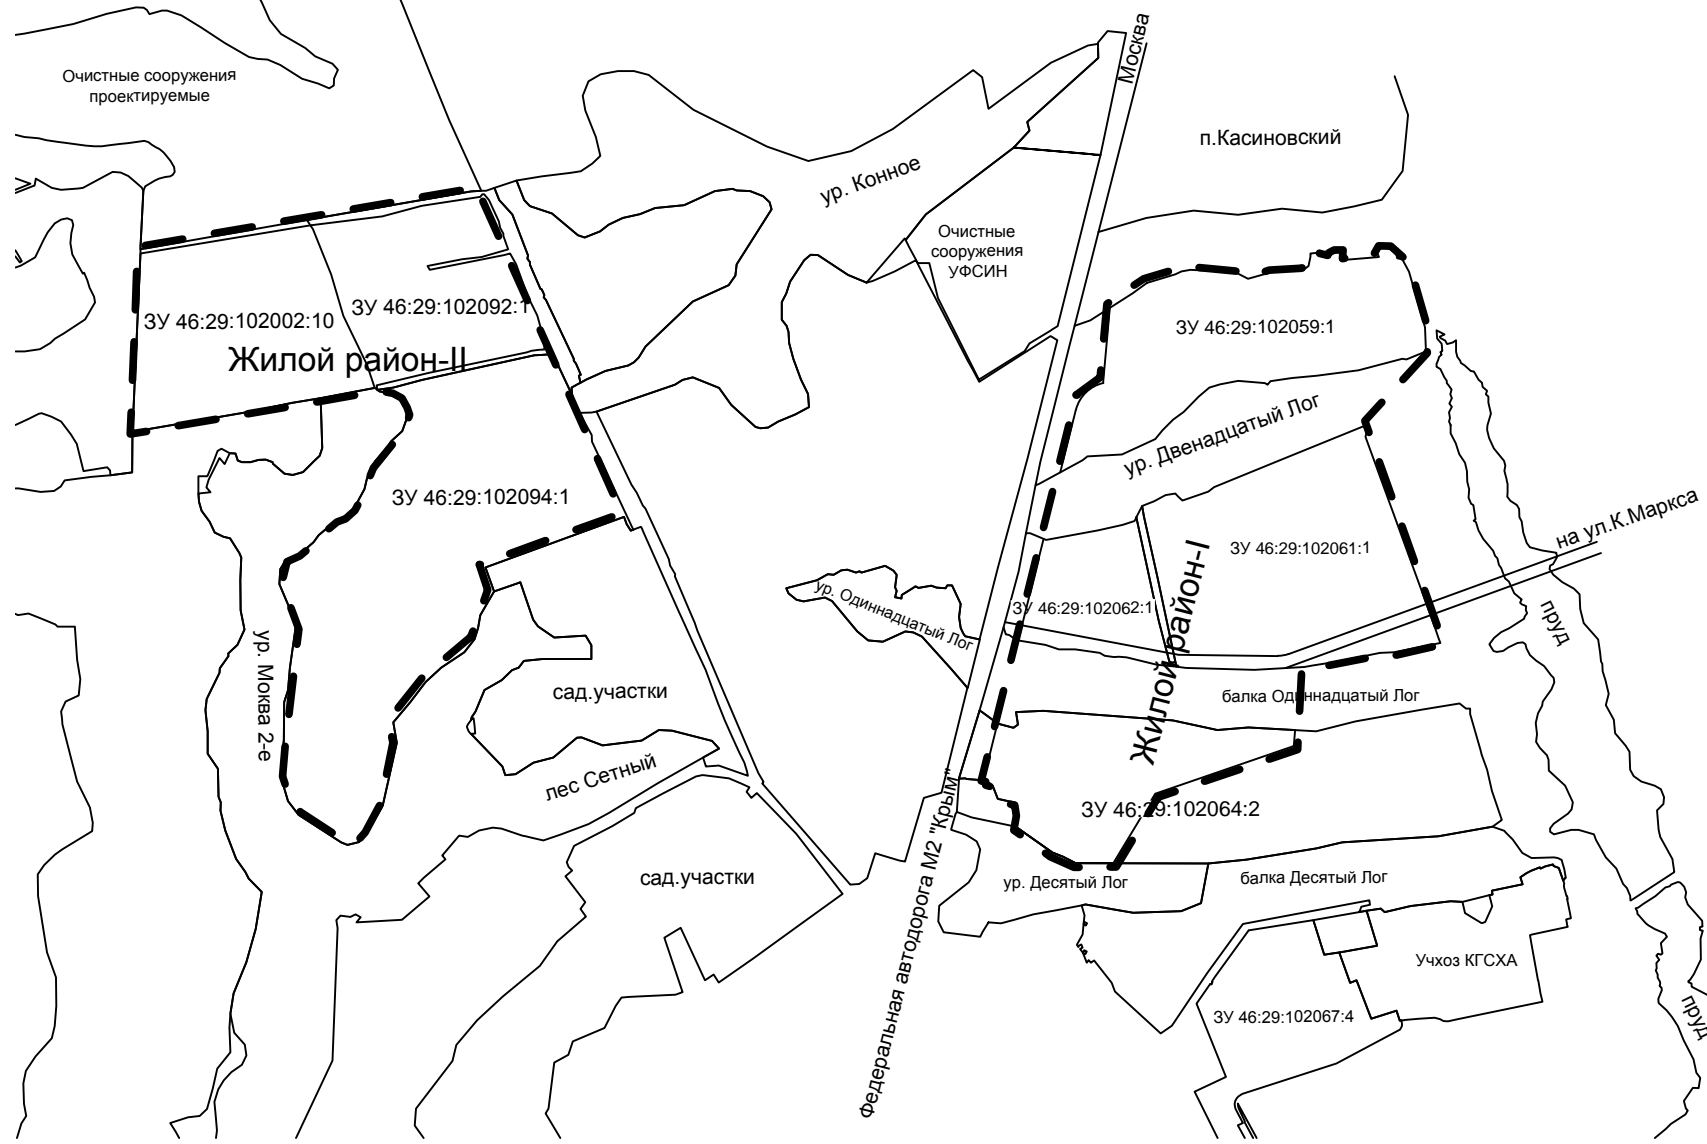 Москва
Очистные сооружения
проектируемые
п.Касиновский
ур. Конное
Очистные
сооружения
УФСИН
ЗУ 46:29:102092:1
ЗУ 46:29:102002:10
Жилой район-II
ЗУ 46:29:102059:1
ур. Двенадцатый Лог
ЗУ 46:29:102094:1
на ул.К.Маркса
ЗУ 46:29:102061:1
ур. Одиннадцатый Лог
ЗУ 46:29:102062:1
Жилой район-I
пруд
ур. Моква 2-е
сад.участки
балка Одиннадцатый Лог
лес Сетный
ЗУ 46:29:102064:2
Федеральная автодорога М2 "Крым"
сад.участки
ур. Десятый Лог
балка Десятый Лог
Учхоз КГСХА
ЗУ 46:29:102067:4
пруд